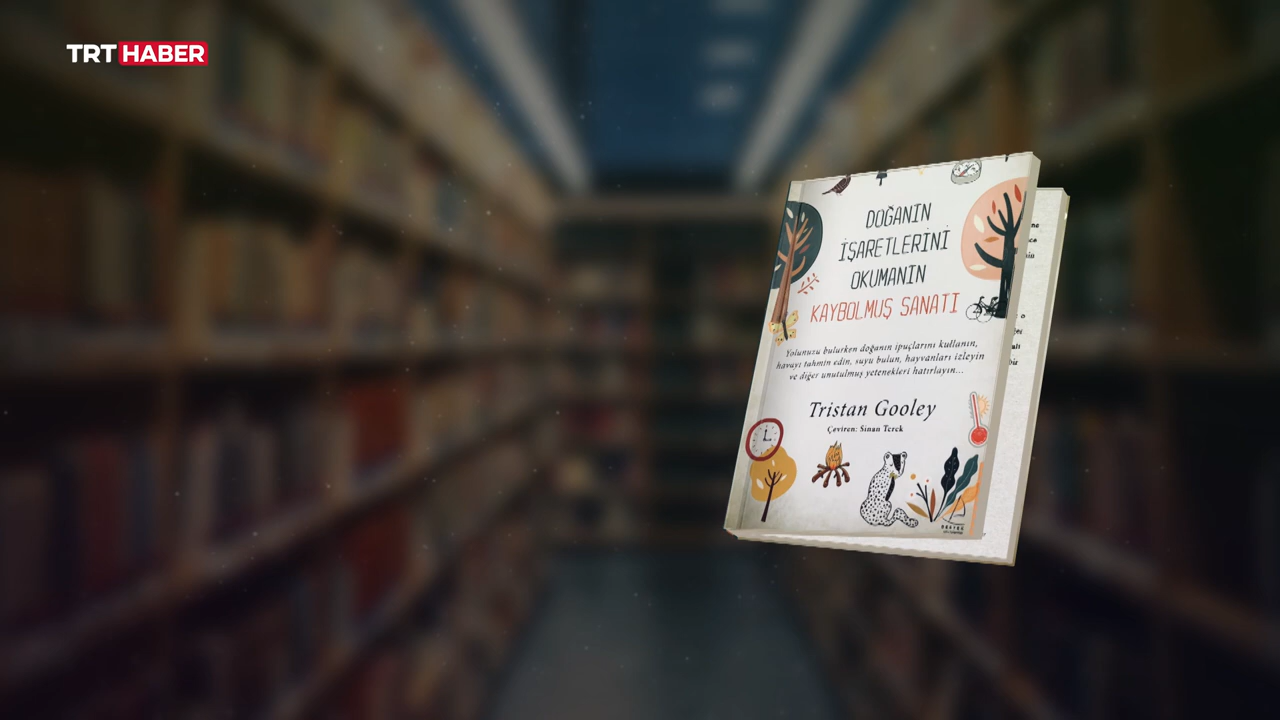 TRT HABER
DOĞANIN
İŞARETLERİNİ
OKUMANIN
KAYBOLMUŞ SANATI
Yolunuzu bulurken doğanın ipuçlarını kullanın,
havayı tahmin edin, suyu bulun, hayvanları izleyin
ve diğer unutulmuş yetenekleri hatırlayın...
Tristan Gooley
Çeviren: Sinan Terek